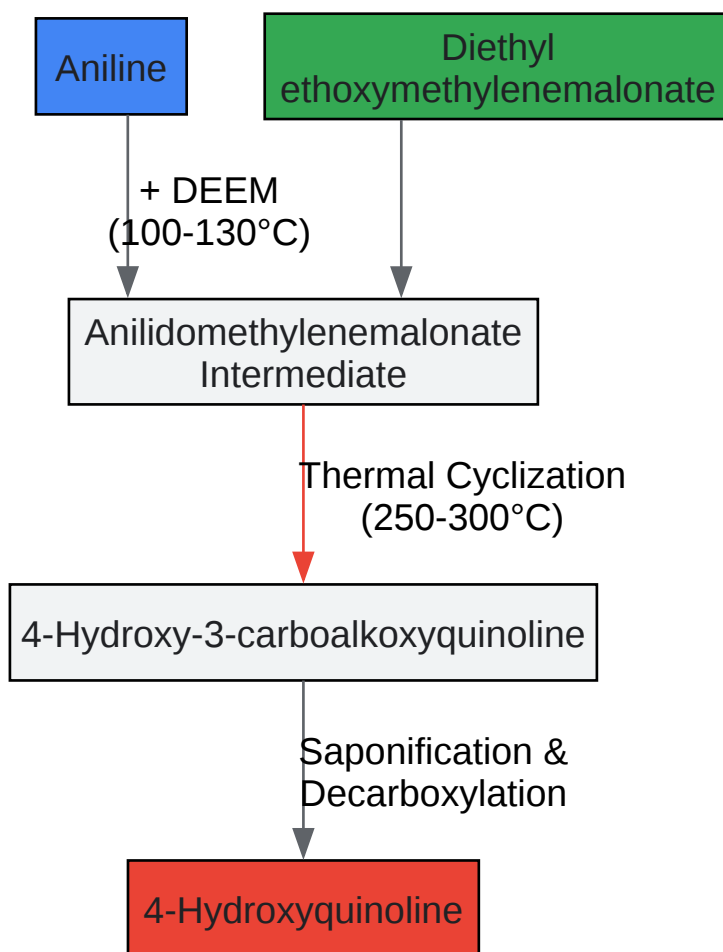 Aniline
Diethyl
ethoxymethylenemalonate
+ DEEM
(100-130°C)
Anilidomethylenemalonate
Intermediate
Thermal Cyclization
(250-300°C)
4-Hydroxy-3-carboalkoxyquinoline
Saponification &
Decarboxylation
4-Hydroxyquinoline